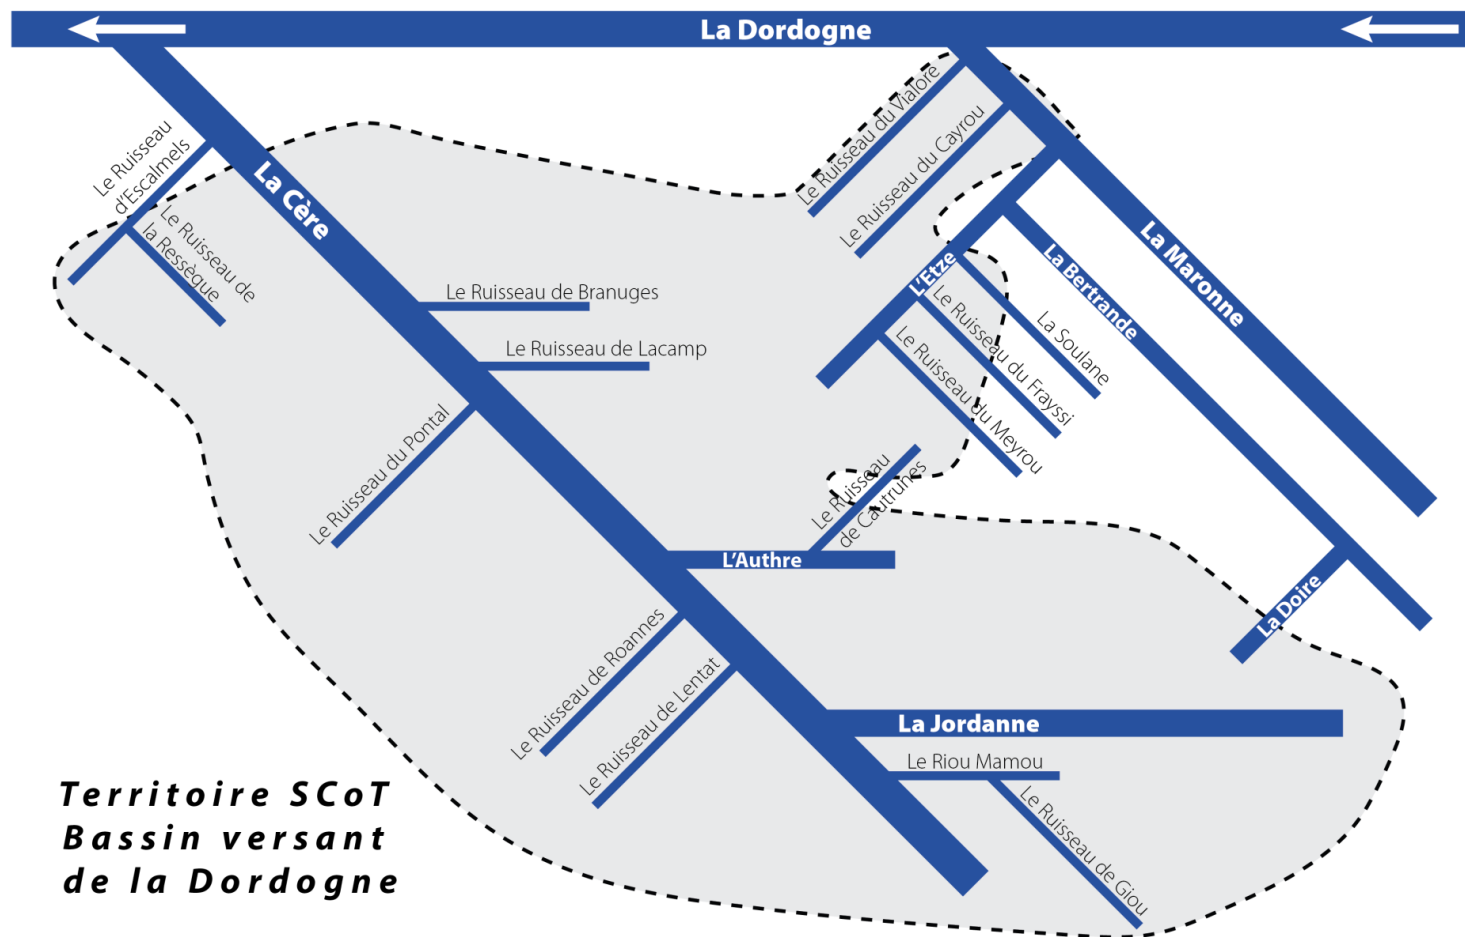 La Dordogne
Le Ruisseau
d'Escalmels
Le Ruisseau de
la Ressègue
La Cère
Le Ruisseau du Vialore
Le Ruisseau du Cayrou
La Maronne
La Bertrande
L'Etze
La Soulane
Le Ruisseau du Frayssi
Le Ruisseau du Meyrou
Le Ruisseau de Branuges
Le Ruisseau de Lacamp
Le Ruisseau du Pontal
Le Ruisseau
de Cautrunes
L'Authre
La Doire
Le Ruisseau de Roannes
Le Ruisseau de Lentat
La Jordanne
Le Riou Mamou
Le Ruisseau de Giou
Territoire SCoT
Bassin versant
de la Dordogne